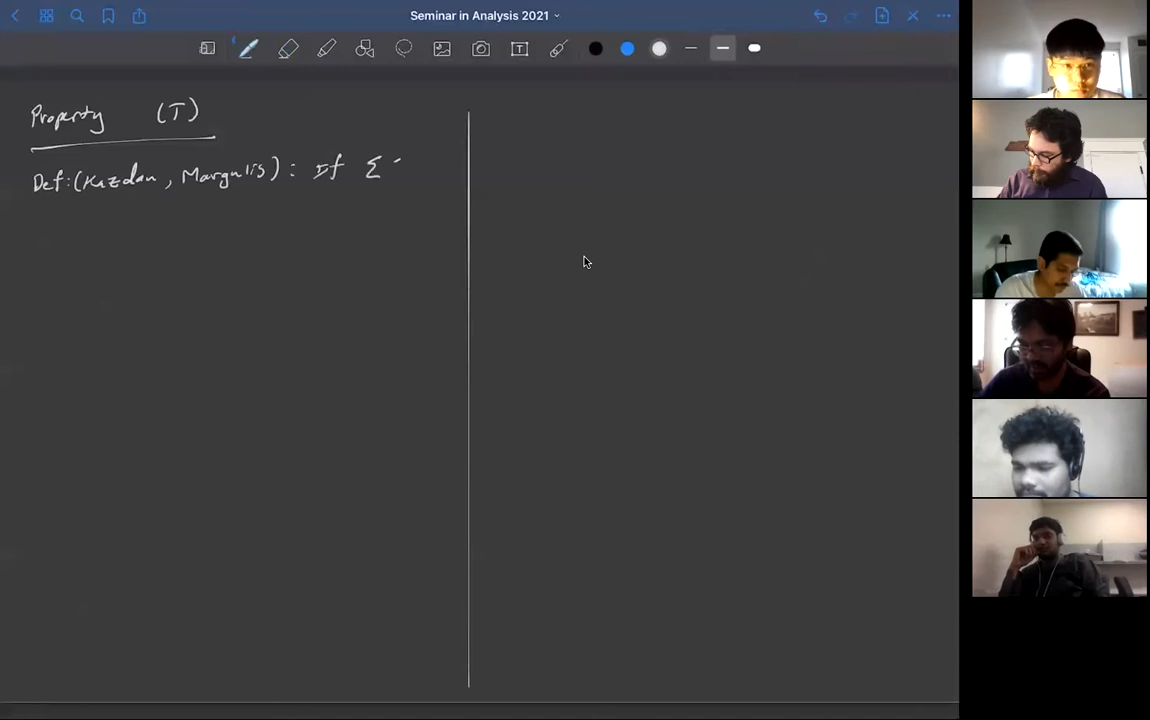 Seminar in Analysis 2021
Property (T)
Def: (Kazdan, Margulis): If Σ